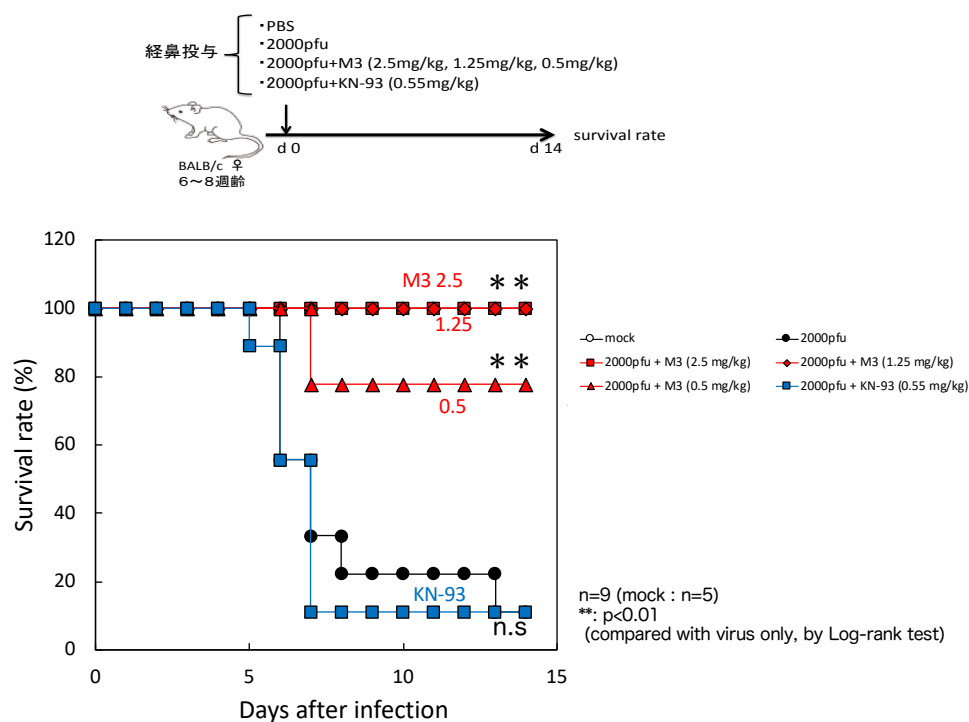 経鼻投与
・PBS
・2000pfu
・2000pfu+M3 (2.5mg/kg, 1.25mg/kg, 0.5mg/kg)
・2000pfu+KN-93 (0.55mg/kg)
survival rate
d 0
d 14
BALB/c ♀
6〜8週齢
120
100
80
60
40
20
0
Survival rate (%)
M3 2.5
**
1.25
**
0.5
KN-93
n.s
0
5
10
15
Days after infection
mock
2000pfu
2000pfu + M3 (2.5 mg/kg)
2000pfu + M3 (1.25 mg/kg)
2000pfu + M3 (0.5 mg/kg)
2000pfu + KN-93 (0.55 mg/kg)
n=9 (mock : n=5)
**: p<0.01
(compared with virus only, by Log-rank test)